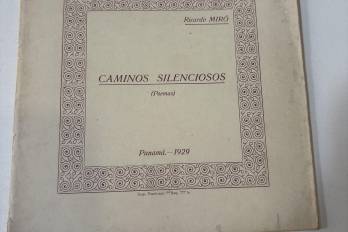 Ricardo MIRÓ
CAMINOS SILENCIOSOS
(Poemas)
Panamá.—1929